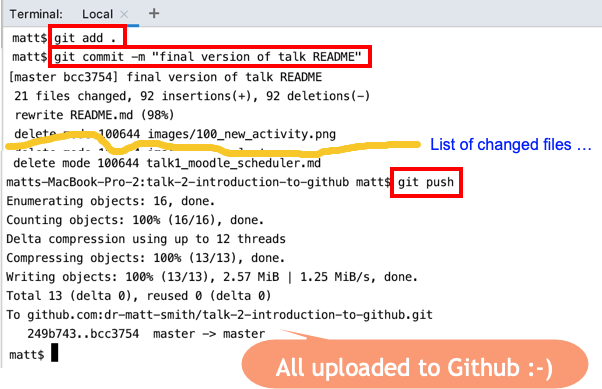 Terminal: Local × +
matt$ git add .
matt$ git commit -m "final version of talk README"
[master bcc3754] final version of talk README
21 files changed, 92 insertions(+), 92 deletions(-)
rewrite README.md (98%)
delete mode 100644 images/100_new_activity.png
List of changed files ...
delete mode 100644 talk1_moodle_scheduler.md
matts-MacBook-Pro-2:talk-2-introduction-to-github matt$ git push
Enumerating objects: 16, done.
Counting objects: 100% (16/16), done.
Delta compression using up to 12 threads
Compressing objects: 100% (13/13), done.
Writing objects: 100% (13/13), 2.57 MiB | 1.25 MiB/s, done.
Total 13 (delta 0), reused 0 (delta 0)
To github.com:dr-matt-smith/talk-2-introduction-to-github.git
249b743..bcc3754 master -> master
matt$
All uploaded to Github :-)